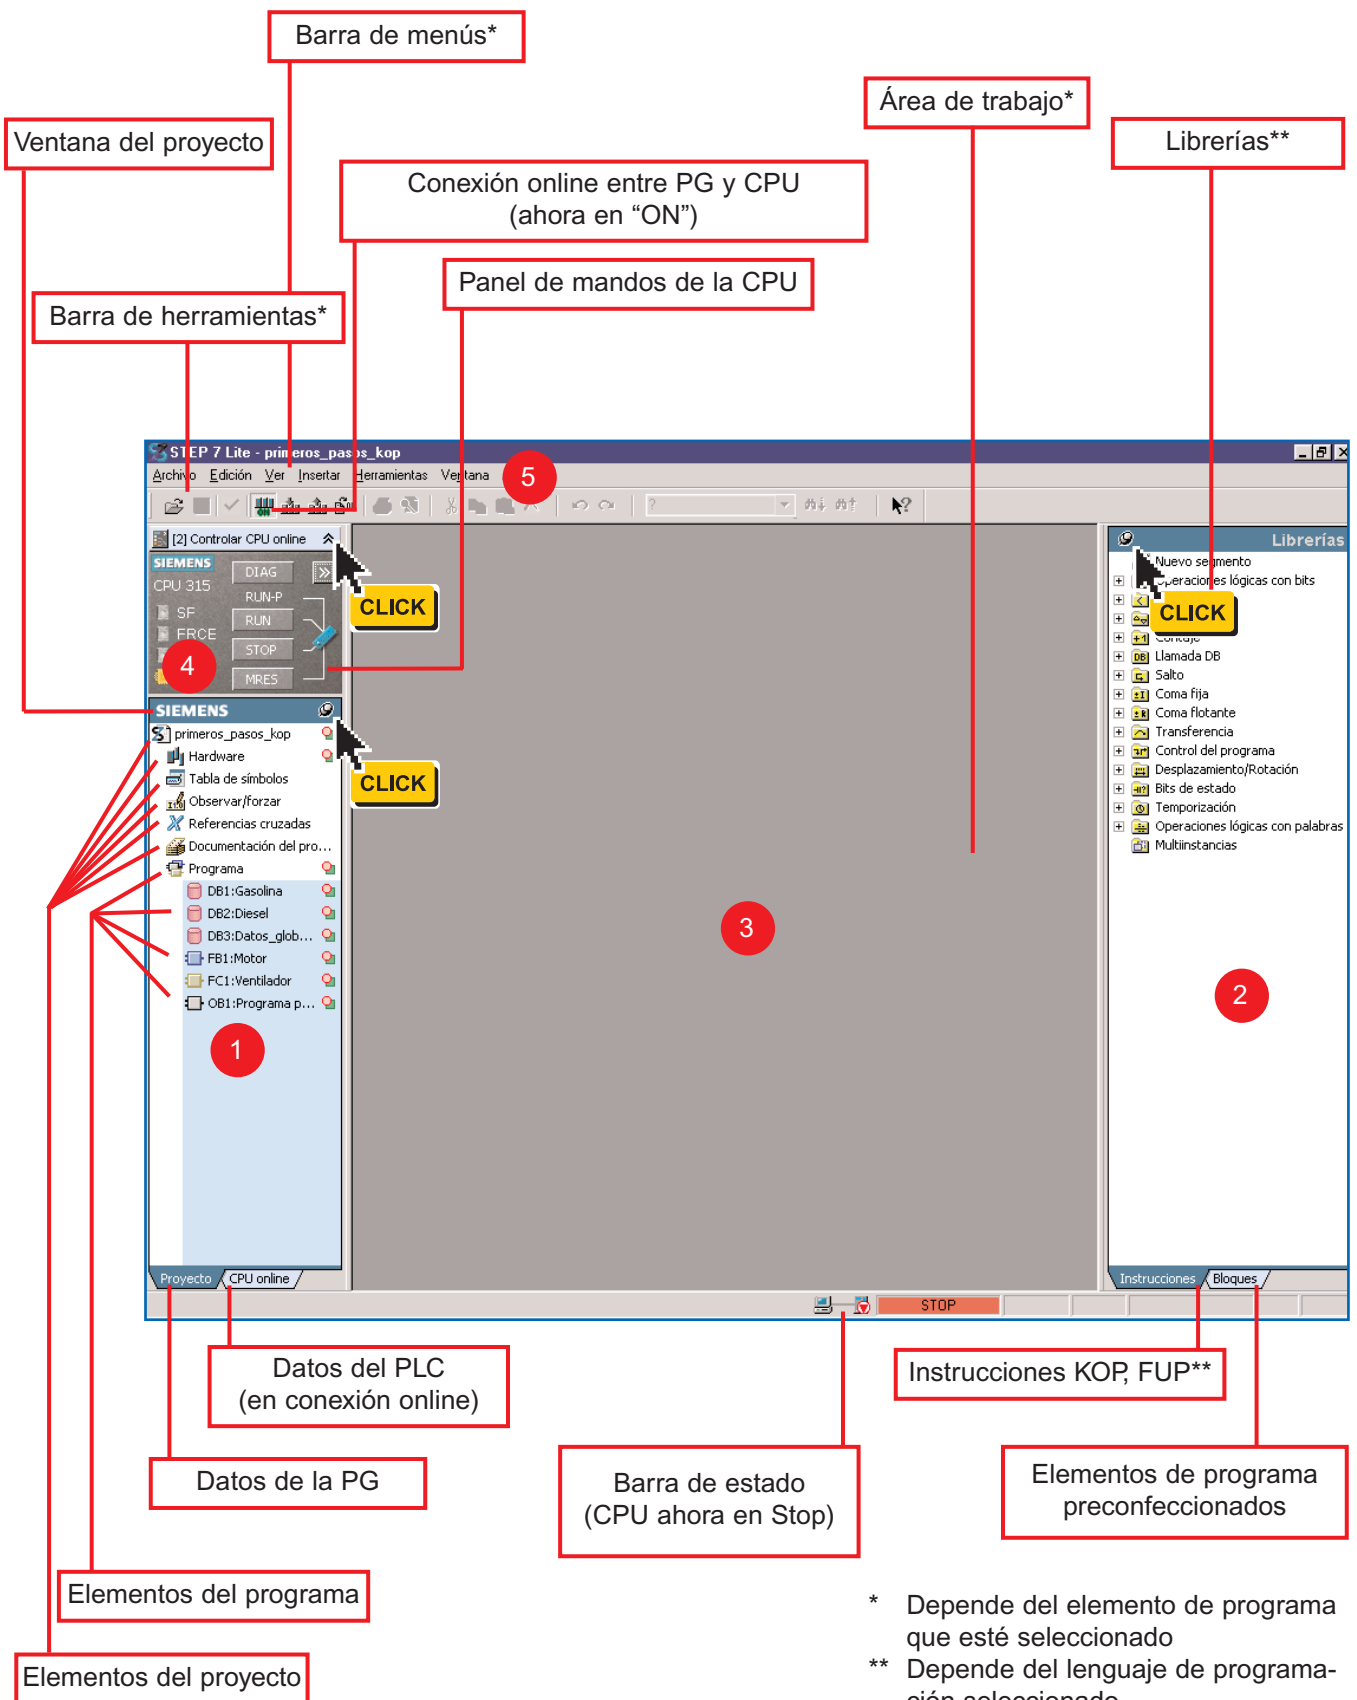 Barra de menús*
Área de trabajo*
Ventana del proyecto
Librerías**
Conexión online entre PG y CPU
(ahora en “ON”)
Panel de mandos de la CPU
Barra de herramientas*
STEP 7 Lite - primeros_pasos_kop
Archivo Edición Ver Insertar Herramientas Ventana
5
ON
?
?
[2] Controlar CPU online
SIEMENS
CPU 315
DIAG
RUN-P
SF
RUN
FRCE
STOP
4
MRES
CLICK
SIEMENS
primeros_pasos_kop
Hardware
Tabla de símbolos
CLICK
Observar/forzar
Referencias cruzadas
Documentación del pro...
Programa
DB1:Gasolina
DB2:Diesel
DB3:Datos_glob...
FB1:Motor
FC1:Ventilador
OB1:Programa p...
1
Proyecto
CPU online
3
Librerías
Nuevo segmento
Operaciones lógicas con bits
CLICK
Contaje
Llamada DB
Salto
Coma fija
Coma flotante
Transferencia
Control del programa
Desplazamiento/Rotación
Bits de estado
Temporización
Operaciones lógicas con palabras
Multiinstancias
2
Instrucciones
Bloques
STOP
Datos del PLC
(en conexión online)
Instrucciones KOP, FUP**
Datos de la PG
Barra de estado
(CPU ahora en Stop)
Elementos de programa
preconfeccionados
Elementos del programa
Elementos del proyecto
* Depende del elemento de programa
que esté seleccionado
** Depende del lenguaje de programa-
ción seleccionado